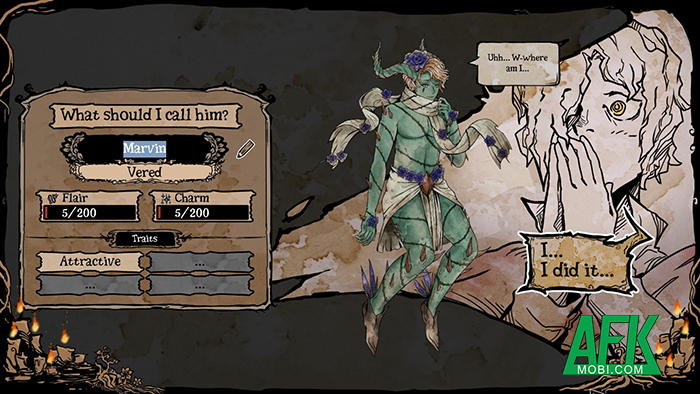 What should I call him?
Marvin
Vered
Flair
5/200
Charm
5/200
Traits
Attractive
...
...
...
Uhh... W-where
am I...
I...
I did it...
AFK
MOBI.COM